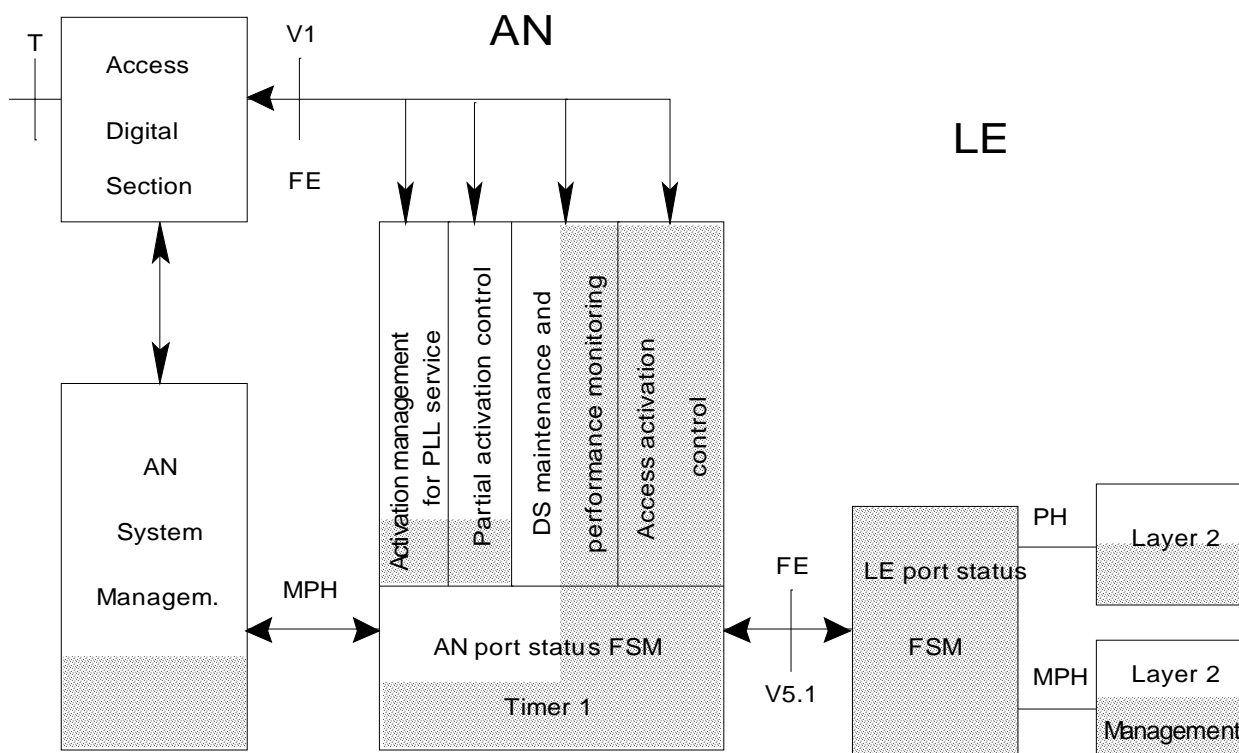 AN
LE
T
V1
FE
Access
Digital
Section
Activation management
for PLL service
Partial activation control
DS maintenance and
performance monitoring
Access activation
control
AN
System
Managem.
MPH
AN port status FSM
Timer 1
FE
V5.1
LE port status
FSM
PH
Layer 2
MPH
Layer 2
Management